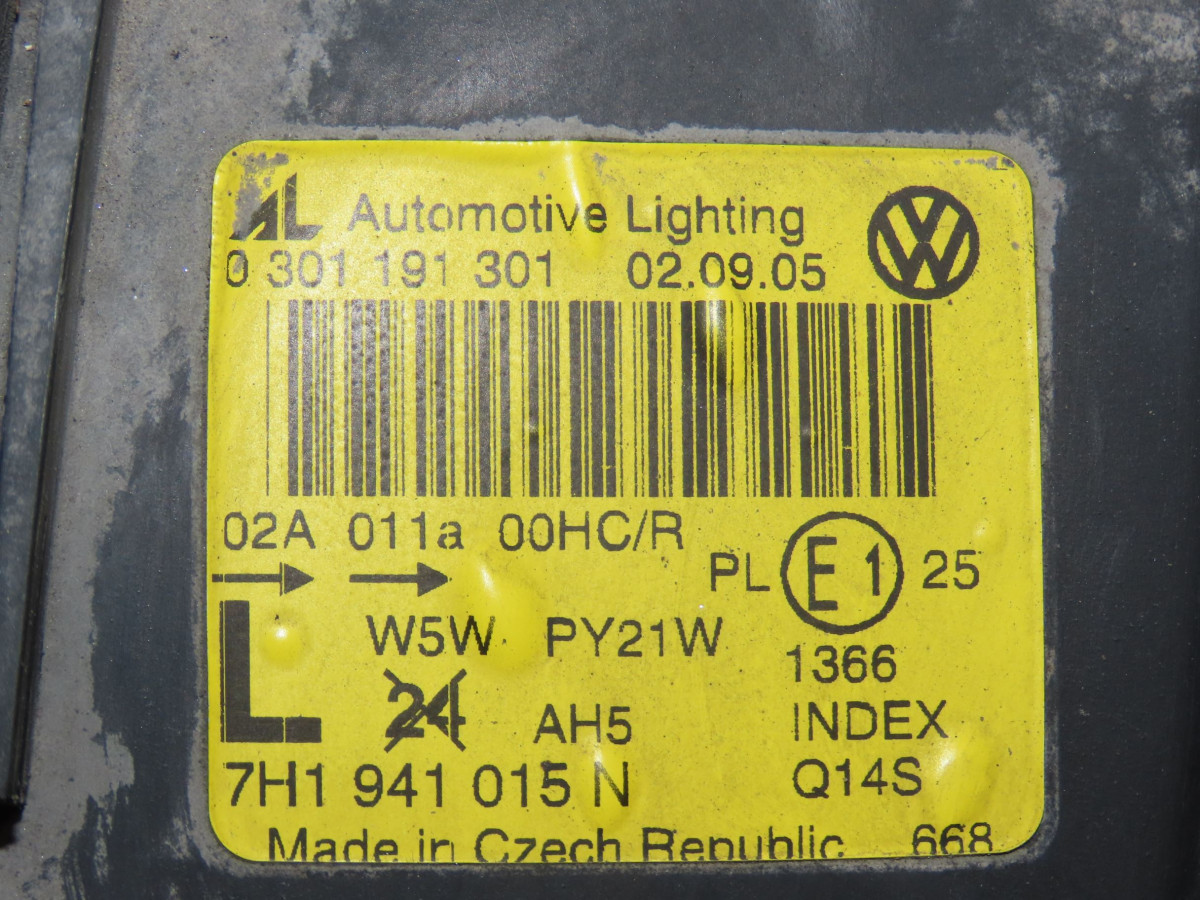 AL Automotive Lighting
0 301 191 301 02.09.05
02A 011a 00HC/R
PL E1 25
L W5W PY21W
1366
24 AH5 INDEX
7H1 941 015 N Q14S
Made in Czech Republic 668